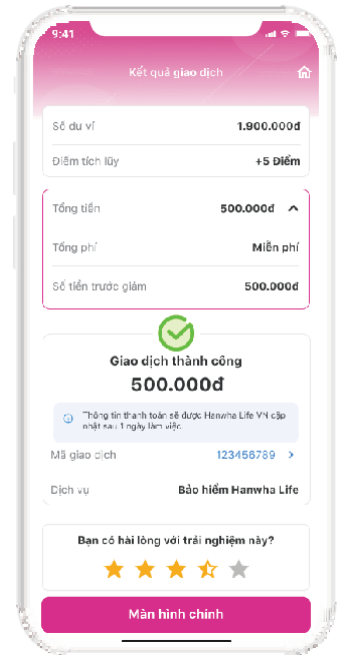 9:41
Kết quả giao dịch
Số dư ví 1.900.000đ
Điểm tích lũy +5 Điểm
Tổng tiền 500.000đ
Tổng phí Miễn phí
Số tiền trước giảm 500.000đ
Giao dịch thành công
500.000đ
Thông tin thanh toán sẽ được Hanwha Life VN cập
nhật sau 1 ngày làm việc.
Mã giao dịch 123456789
Dịch vụ Bảo hiểm Hanwha Life
Bạn có hài lòng với trải nghiệm này?
Màn hình chính